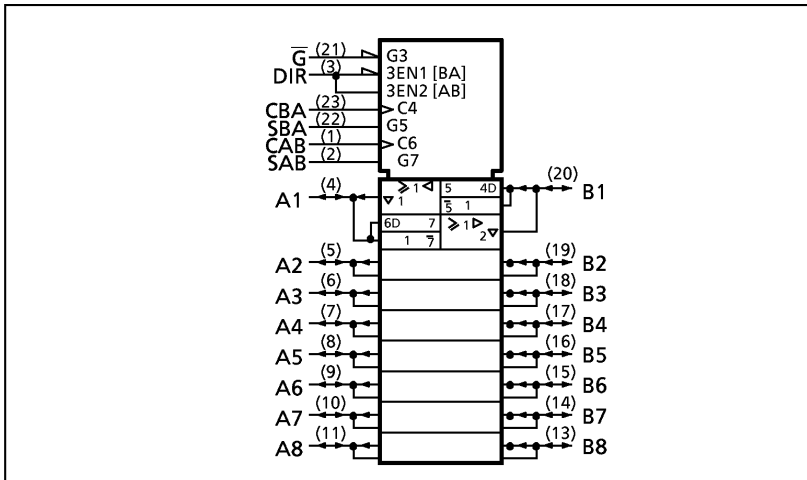 G̅ (21) G3
DIR (3) 3EN1 [BA]
3EN2 [AB]
CBA (23) C4
SBA (22) G5
CAB (1) C6
SAB (2) G7
A1 (4) ≥1 ◁ 5 4D (20) B1
▽ 1 5̅ 1
6D 7 ≥1 ▷
1 7̅ 2 ▽
A2 (5) (19) B2
A3 (6) (18) B3
A4 (7) (17) B4
A5 (8) (16) B5
A6 (9) (15) B6
A7 (10) (14) B7
A8 (11) (13) B8